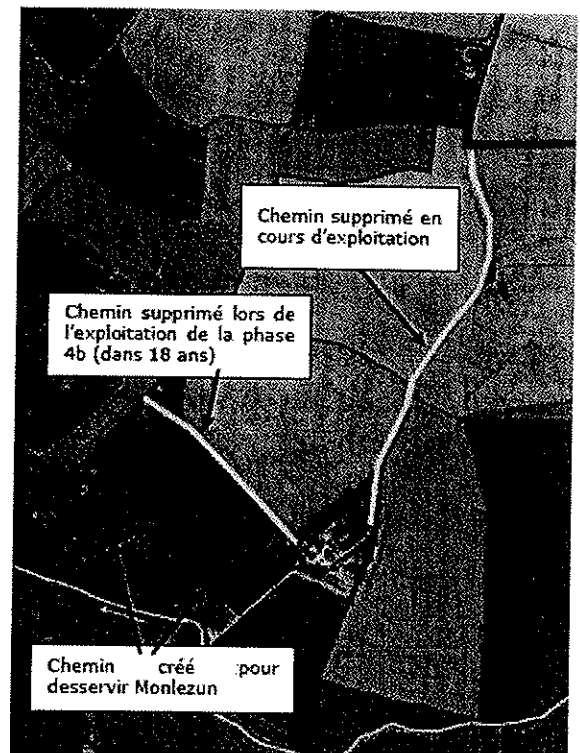 Chemin supprimé en
cours d'exploitation
Chemin supprimé lors de
l'exploitation de la phase
4b (dans 18 ans)
Chemin créé pour
desservir Monlezun